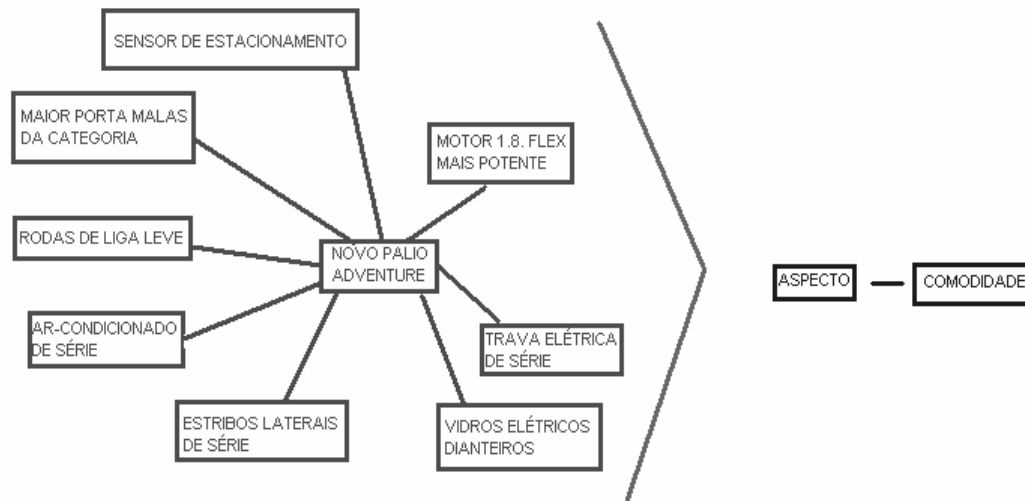 SENSOR DE ESTACIONAMENTO
MAIOR PORTA MALAS
DA CATEGORIA
MOTOR 1.8. FLEX
MAIS POTENTE
RODAS DE LIGA LEVE
NOVO PALIO
ADVENTURE
AR-CONDICIONADO
DE SÉRIE
TRAVA ELÉTRICA
DE SÉRIE
ESTRIBOS LATERAIS
DE SÉRIE
VIDROS ELÉTRICOS
DIANTEIROS
ASPECTO
COMODIDADE